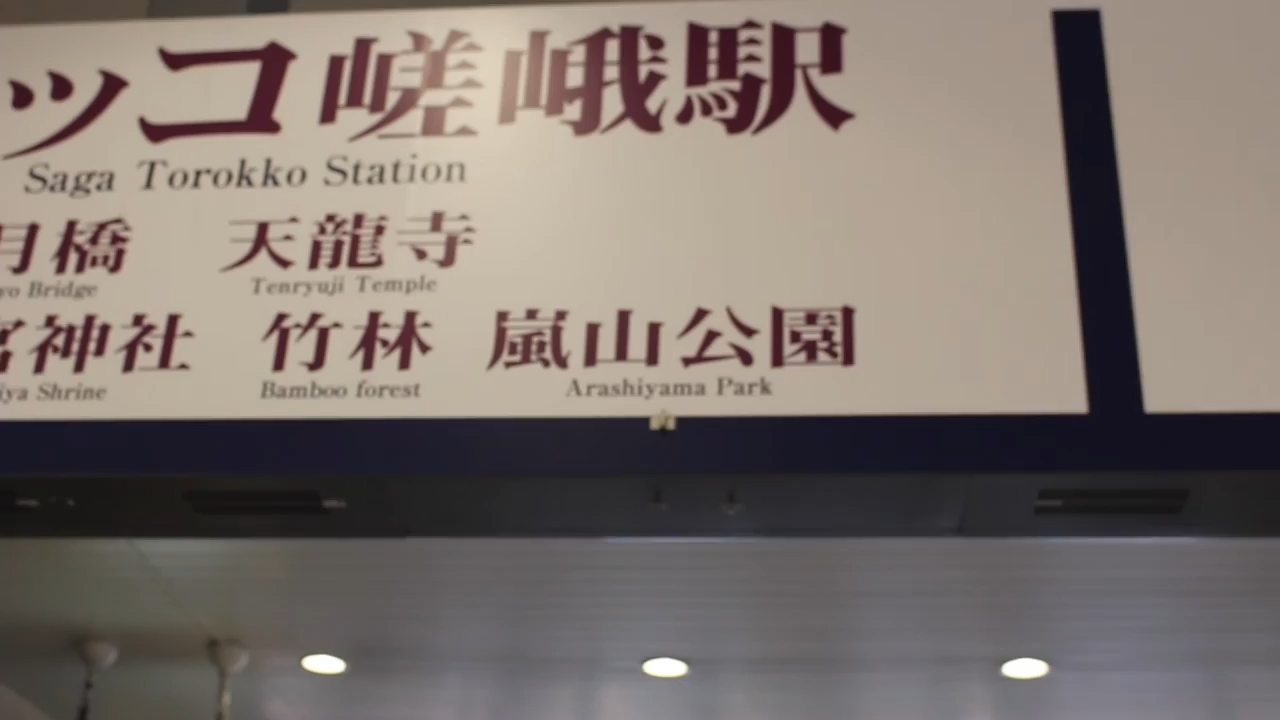 ッコ嵯峨駅
Saga Torokko Station
月橋 天龍寺
yo Bridge Tenryuji Temple
宮神社 竹林 嵐山公園
iya Shrine Bamboo forest Arashiyama Park